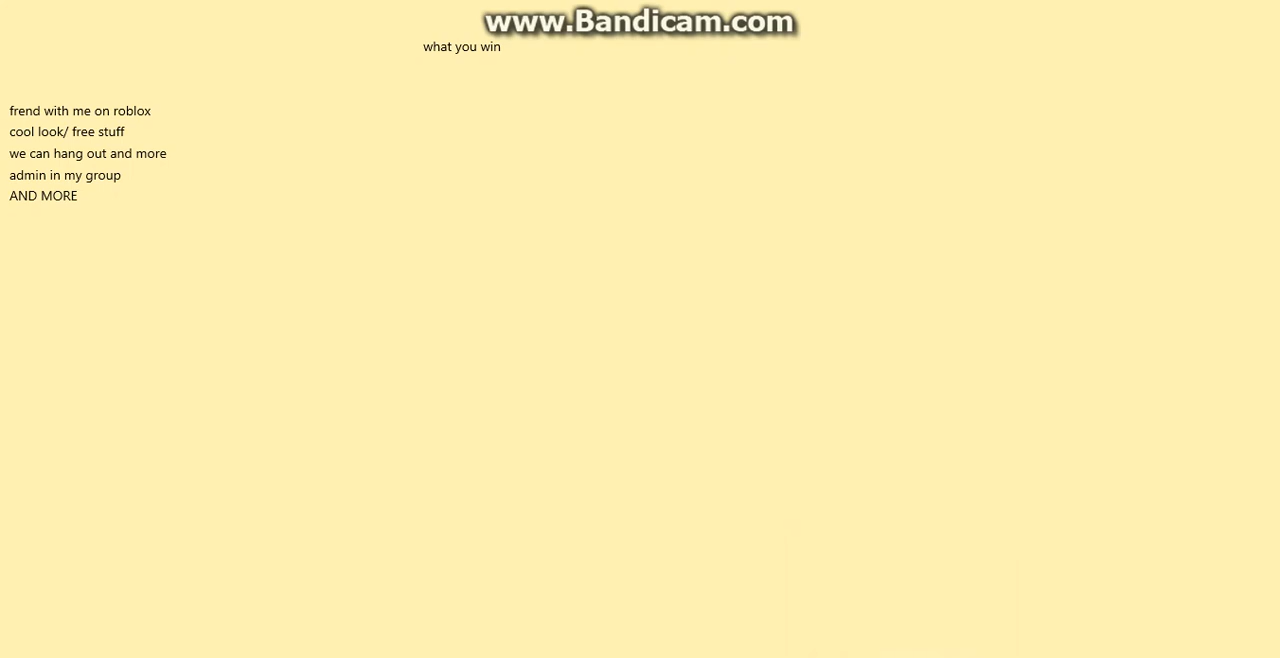 www.Bandicam.com
what you win
frend with me on roblox
cool look/ free stuff
we can hang out and more
admin in my group
AND MORE